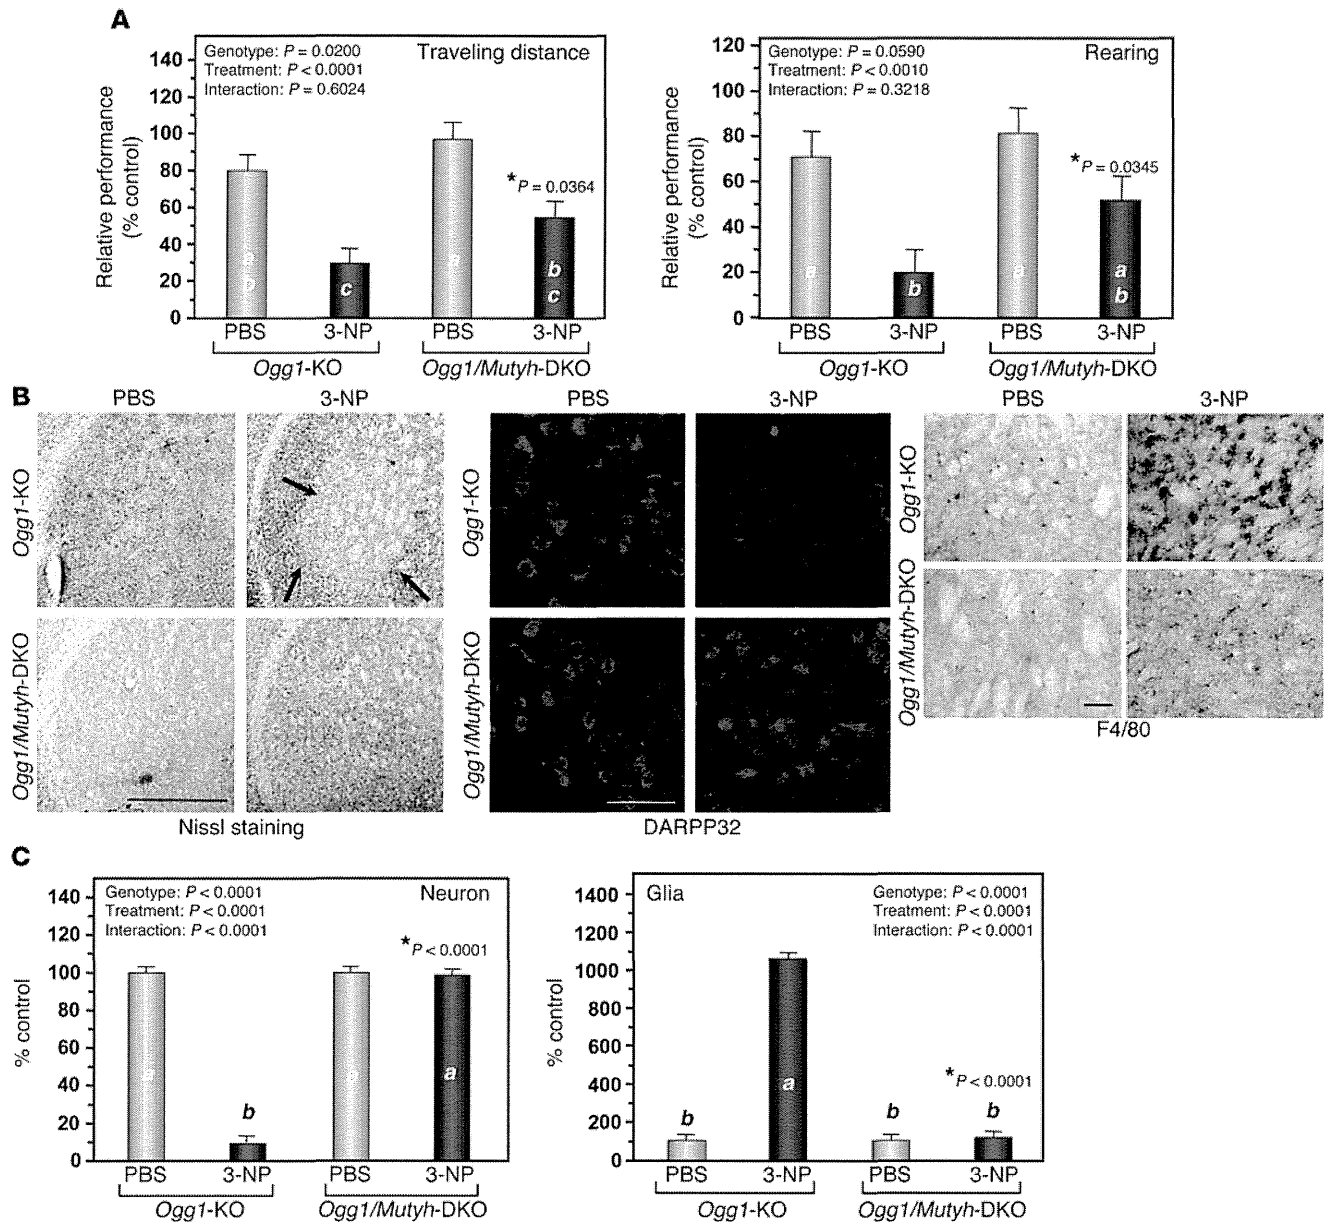 A
Genotype: P = 0.0200
Treatment: P < 0.0001
Interaction: P = 0.6024
Traveling distance
Relative performance
(% control)
140
120
100
80
60
40
20
0
* P = 0.0364
a
b
c
a
b
c
PBS 3-NP PBS 3-NP
Ogg1-KO Ogg1/Mutyh-DKO
Genotype: P = 0.0590
Treatment: P < 0.0010
Interaction: P = 0.3218
Rearing
Relative performance
(% control)
120
100
80
60
40
20
0
* P = 0.0345
a
b
a
a
b
PBS 3-NP PBS 3-NP
Ogg1-KO Ogg1/Mutyh-DKO
B
PBS 3-NP
Ogg1-KO
Ogg1/Mutyh-DKO
Nissl staining
PBS 3-NP
Ogg1-KO
Ogg1/Mutyh-DKO
DARPP32
PBS 3-NP
Ogg1-KO
Ogg1/Mutyh-DKO
F4/80
C
Genotype: P < 0.0001
Treatment: P < 0.0001
Interaction: P < 0.0001
Neuron
% control
140
120
100
80
60
40
20
0
* P < 0.0001
a
b
a
a
PBS 3-NP PBS 3-NP
Ogg1-KO Ogg1/Mutyh-DKO
Glia
Genotype: P < 0.0001
Treatment: P < 0.0001
Interaction: P < 0.0001
% control
1400
1200
1000
800
600
400
200
0
* P < 0.0001
b
a
b
b
PBS 3-NP PBS 3-NP
Ogg1-KO Ogg1/Mutyh-DKO